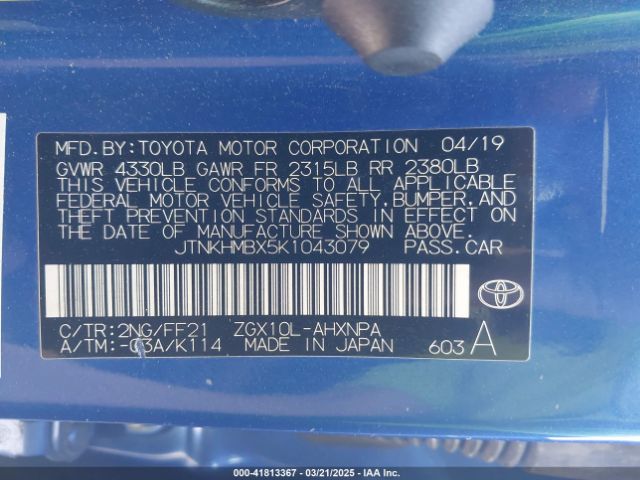 MFD.BY:TOYOTA MOTOR CORPORATION 04/19
GVWR 4330LB GAWR FR 2315LB RR 2380LB
THIS VEHICLE CONFORMS TO ALL APPLICABLE
FEDERAL MOTOR VEHICLE SAFETY,BUMPER,AND
THEFT PREVENTION STANDARDS IN EFFECT ON
THE DATE OF MANUFACTURE SHOWN ABOVE.
JTNKHMBX5K1043079 PASS.CAR
C/TR:2NG/FF21 ZGX10L-AHXNPA
A/TM:-03A/K114 MADE IN JAPAN 603 A
000-41813367 - 03/21/2025 - IAA Inc.